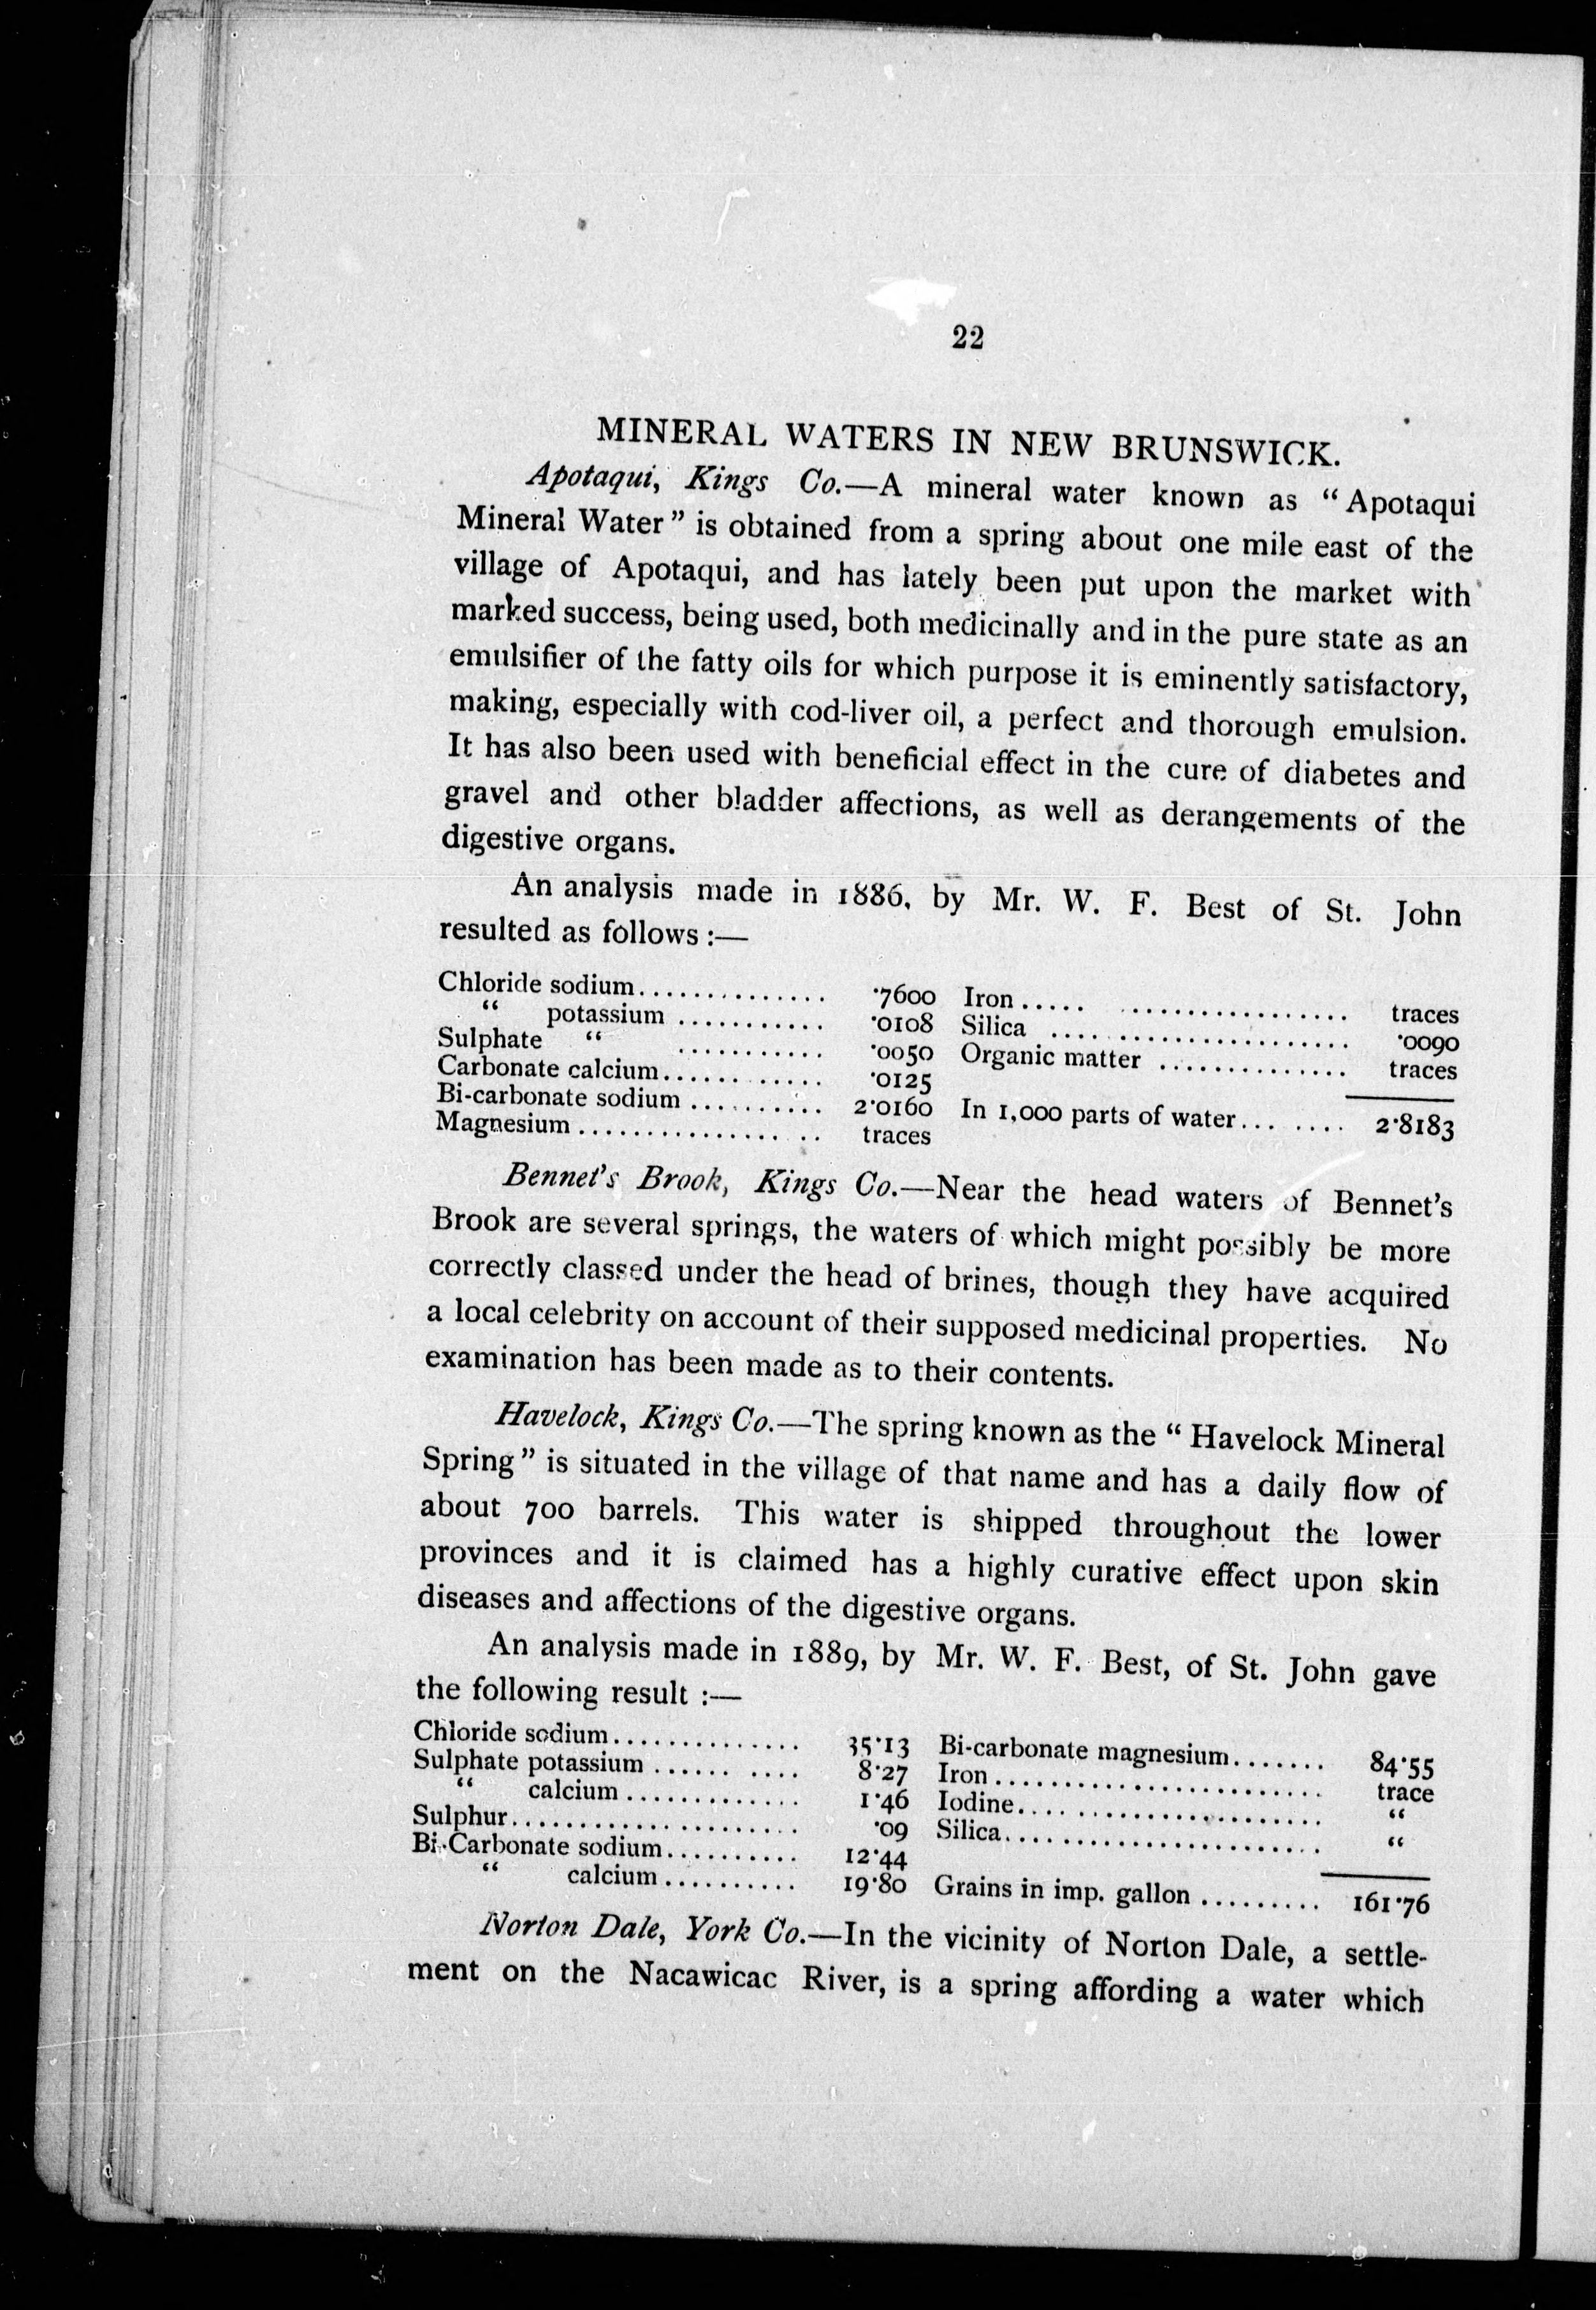 22
MINERAL WATERS IN NEW BRUNSWICK.
Apotaqui, Kings Co.—A mineral water known as “Apotaqui
Mineral Water” is obtained from a spring about one mile east of the
village of Apotaqui, and has lately been put upon the market with
marked success, being used, both medicinally and in the pure state as an
emulsifier of the fatty oils for which purpose it is eminently satisfactory,
making, especially with cod-liver oil, a perfect and thorough emulsion.
It has also been used with beneficial effect in the cure of diabetes and
gravel and other bladder affections, as well as derangements of the
digestive organs.
An analysis made in 1886, by Mr. W. F. Best of St. John
resulted as follows :—
Chloride sodium.............. ·7600 Iron..... ................ traces
“ potassium ........... ·0108 Silica ...................... ·0090
Sulphate “ ........... ·0050 Organic matter .............. traces
Carbonate calcium............ ·0125
Bi-carbonate sodium .......... 2·0160 In 1,000 parts of water... .... 2·8183
Magnesium ................. traces
Bennet’s Brook, Kings Co.—Near the head waters of Bennet’s
Brook are several springs, the waters of which might possibly be more
correctly classed under the head of brines, though they have acquired
a local celebrity on account of their supposed medicinal properties. No
examination has been made as to their contents.
Havelock, Kings Co.—The spring known as the “ Havelock Mineral
Spring” is situated in the village of that name and has a daily flow of
about 700 barrels. This water is shipped throughout the lower
provinces and it is claimed has a highly curative effect upon skin
diseases and affections of the digestive organs.
An analysis made in 1889, by Mr. W. F. Best, of St. John gave
the following result :—
Chloride sodium.............. 35·13 Bi-carbonate magnesium....... 84·55
Sulphate potassium ...... .... 8·27 Iron........................ trace
“ calcium ............. 1·46 Iodine...................... “
Sulphur..................... ·09 Silica....................... “
Bi-Carbonate sodium.......... 12·44
“ calcium .......... 19·80 Grains in imp. gallon ......... 161·76
Norton Dale, York Co.—In the vicinity of Norton Dale, a settle-
ment on the Nacawicac River, is a spring affording a water which